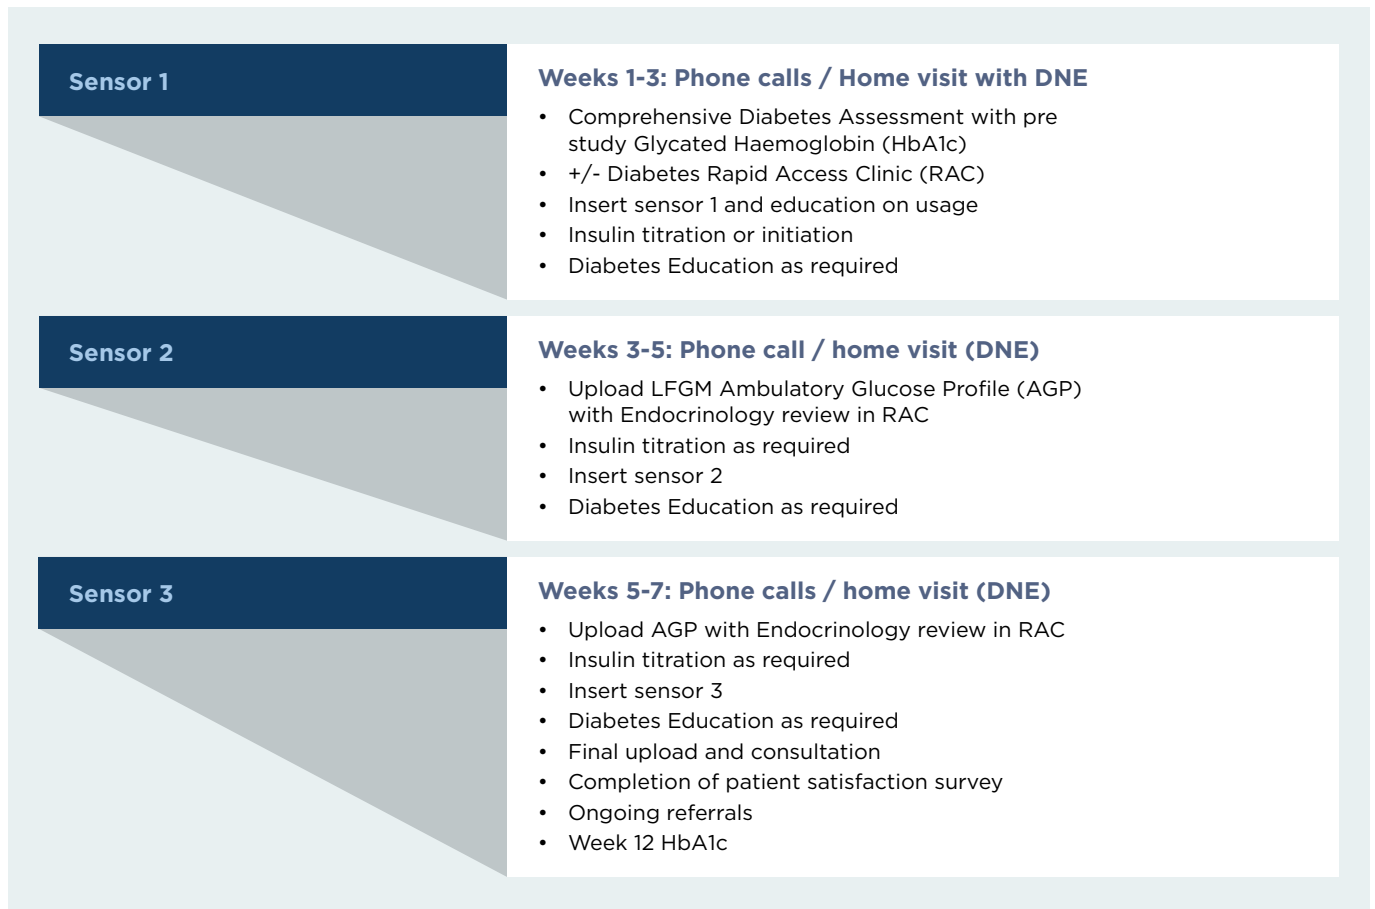 Sensor 1
Weeks 1-3: Phone calls / Home visit with DNE
• Comprehensive Diabetes Assessment with pre
study Glycated Haemoglobin (HbA1c)
• +/- Diabetes Rapid Access Clinic (RAC)
• Insert sensor 1 and education on usage
• Insulin titration or initiation
• Diabetes Education as required
Sensor 2
Weeks 3-5: Phone call / home visit (DNE)
• Upload LFGM Ambulatory Glucose Profile (AGP)
with Endocrinology review in RAC
• Insulin titration as required
• Insert sensor 2
• Diabetes Education as required
Sensor 3
Weeks 5-7: Phone calls / home visit (DNE)
• Upload AGP with Endocrinology review in RAC
• Insulin titration as required
• Insert sensor 3
• Diabetes Education as required
• Final upload and consultation
• Completion of patient satisfaction survey
• Ongoing referrals
• Week 12 HbA1c